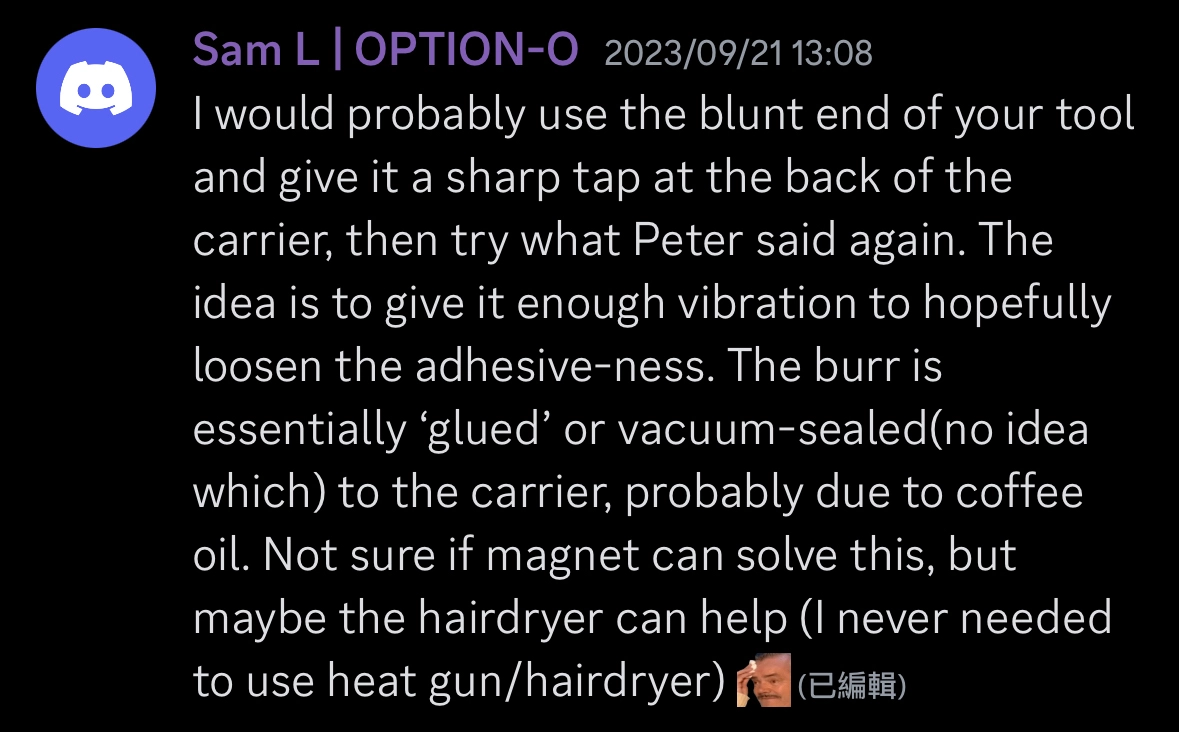 Sam L | OPTION-O 2023/09/21 13:08
I would probably use the blunt end of your tool
and give it a sharp tap at the back of the
carrier, then try what Peter said again. The
idea is to give it enough vibration to hopefully
loosen the adhesive-ness. The burr is
essentially ‘glued’ or vacuum-sealed(no idea
which) to the carrier, probably due to coffee
oil. Not sure if magnet can solve this, but
maybe the hairdryer can help (I never needed
to use heat gun/hairdryer) (已編輯)